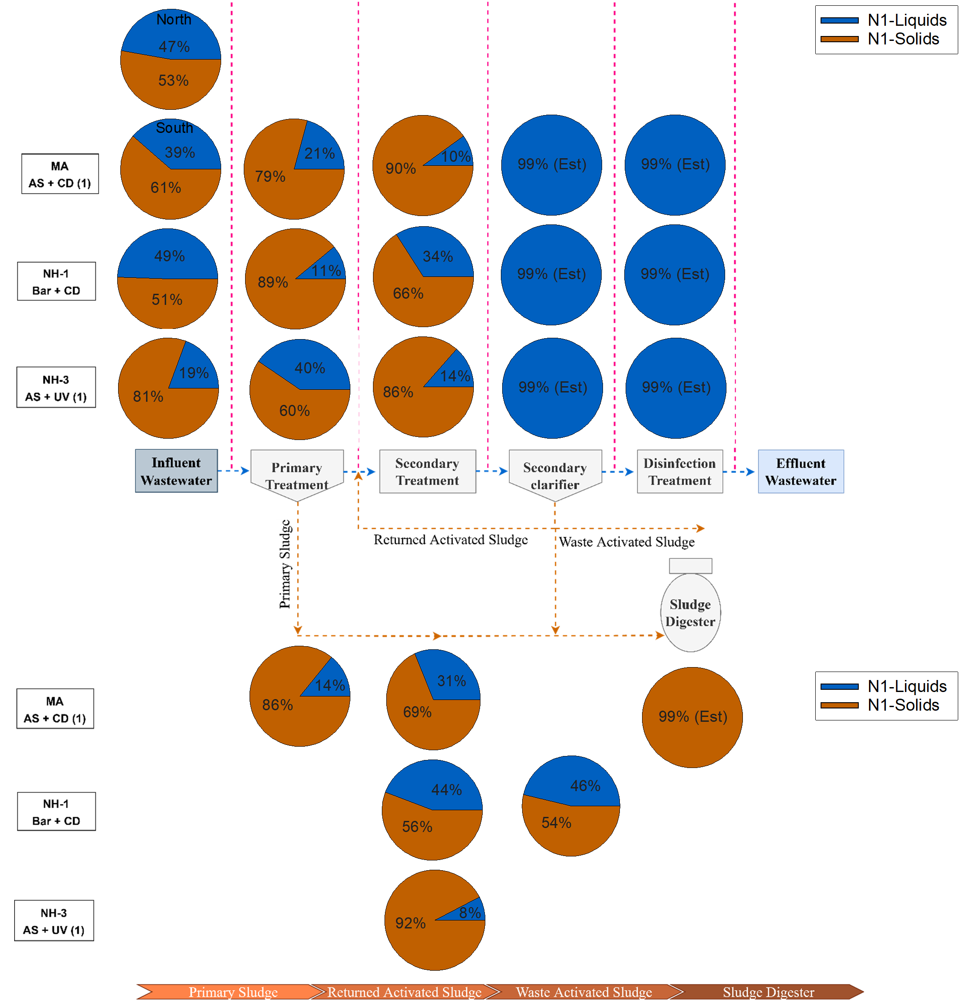 North
47%
53%
N1-Liquids
N1-Solids
South
39%
61%
21%
79%
10%
90%
99% (Est)
99% (Est)
MA
AS + CD (1)
49%
51%
11%
89%
34%
66%
99% (Est)
99% (Est)
NH-1
Bar + CD
19%
81%
40%
60%
14%
86%
99% (Est)
99% (Est)
NH-3
AS + UV (1)
Influent
Wastewater
Primary
Treatment
Secondary
Treatment
Secondary
clarifier
Disinfection
Treatment
Effluent
Wastewater
Primary Sludge
Returned Activated Sludge
Waste Activated Sludge
Sludge
Digester
MA
AS + CD (1)
14%
86%
31%
69%
99% (Est)
N1-Liquids
N1-Solids
NH-1
Bar + CD
44%
56%
46%
54%
NH-3
AS + UV (1)
8%
92%
Primary Sludge
Returned Activated Sludge
Waste Activated Sludge
Sludge Digester